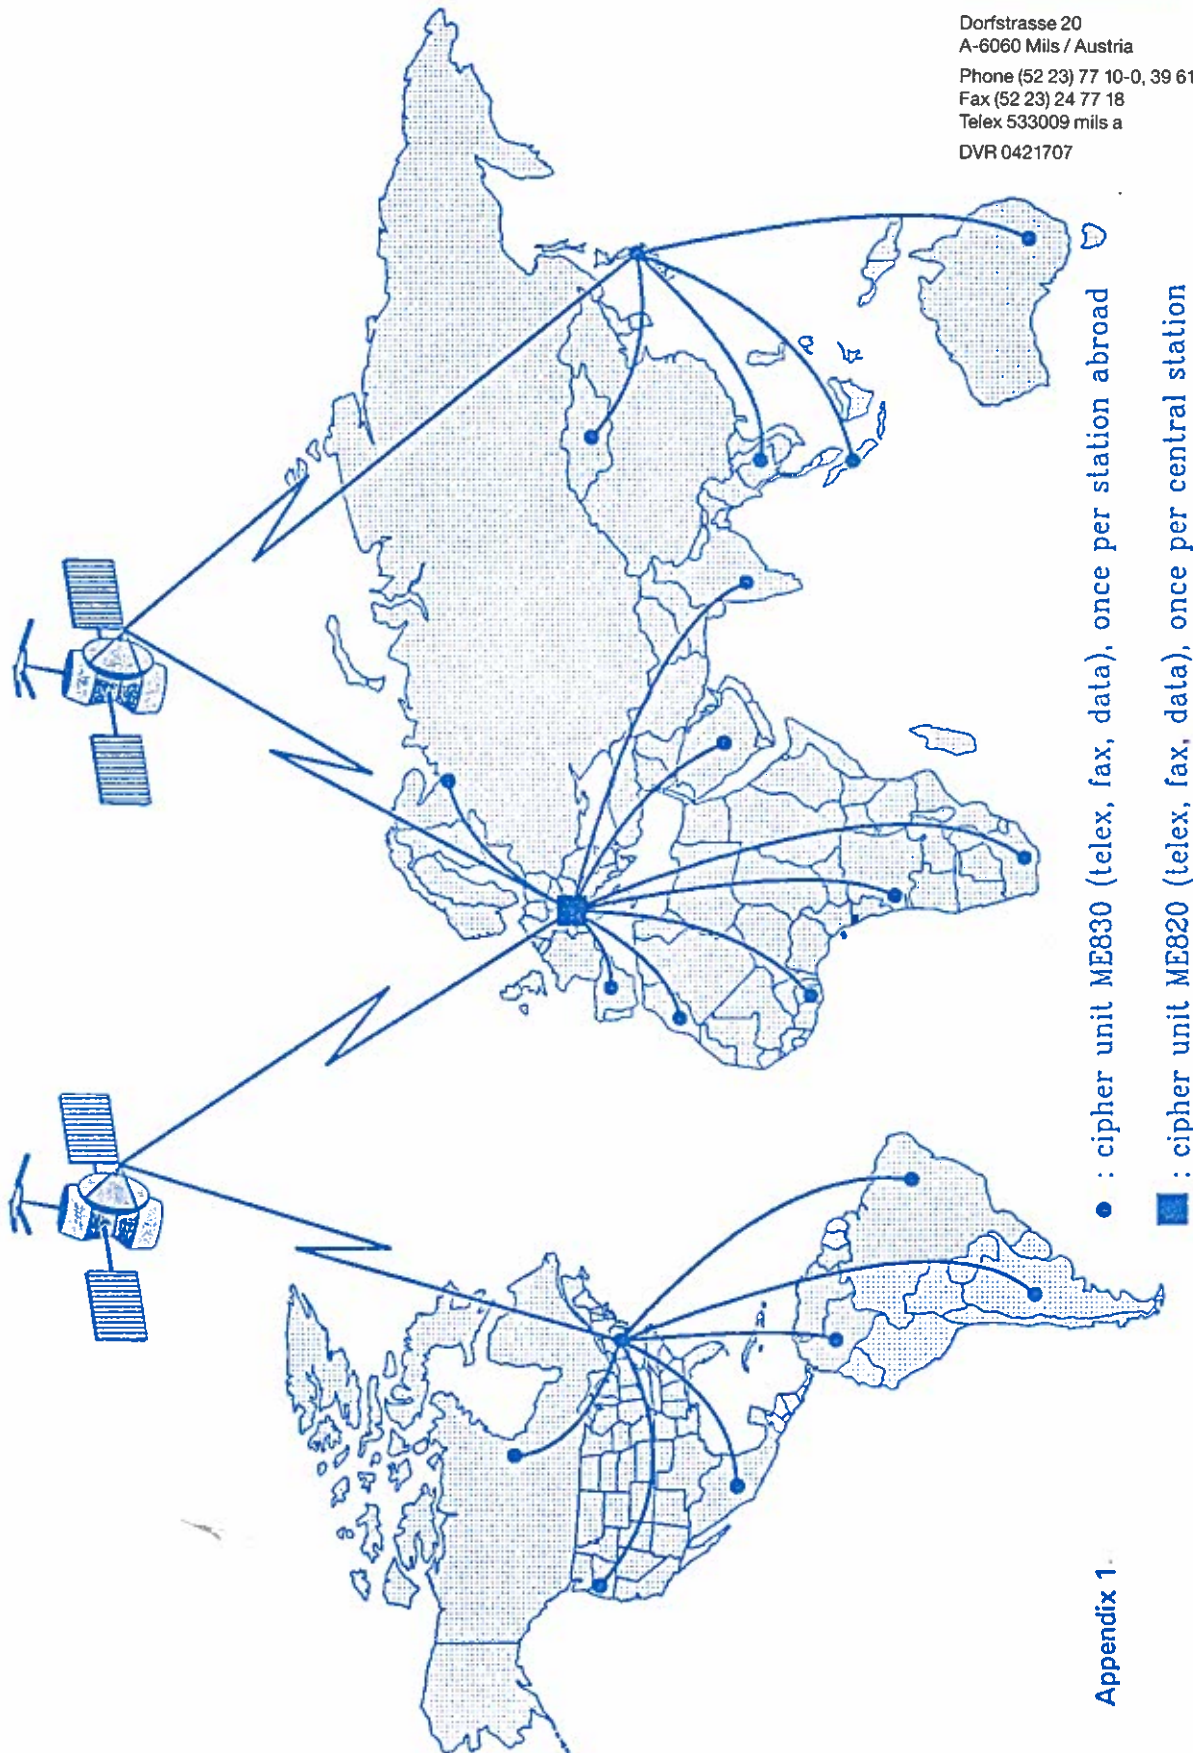 Dorfstrasse 20
A-6060 Mils / Austria
Phone (52 23) 77 10-0, 39 61
Fax (52 23) 24 77 18
Telex 533009 mils a
DVR 0421707
Appendix 1.
: cipher unit ME830 (telex, fax, data), once per station abroad
: cipher unit ME820 (telex, fax, data), once per central station